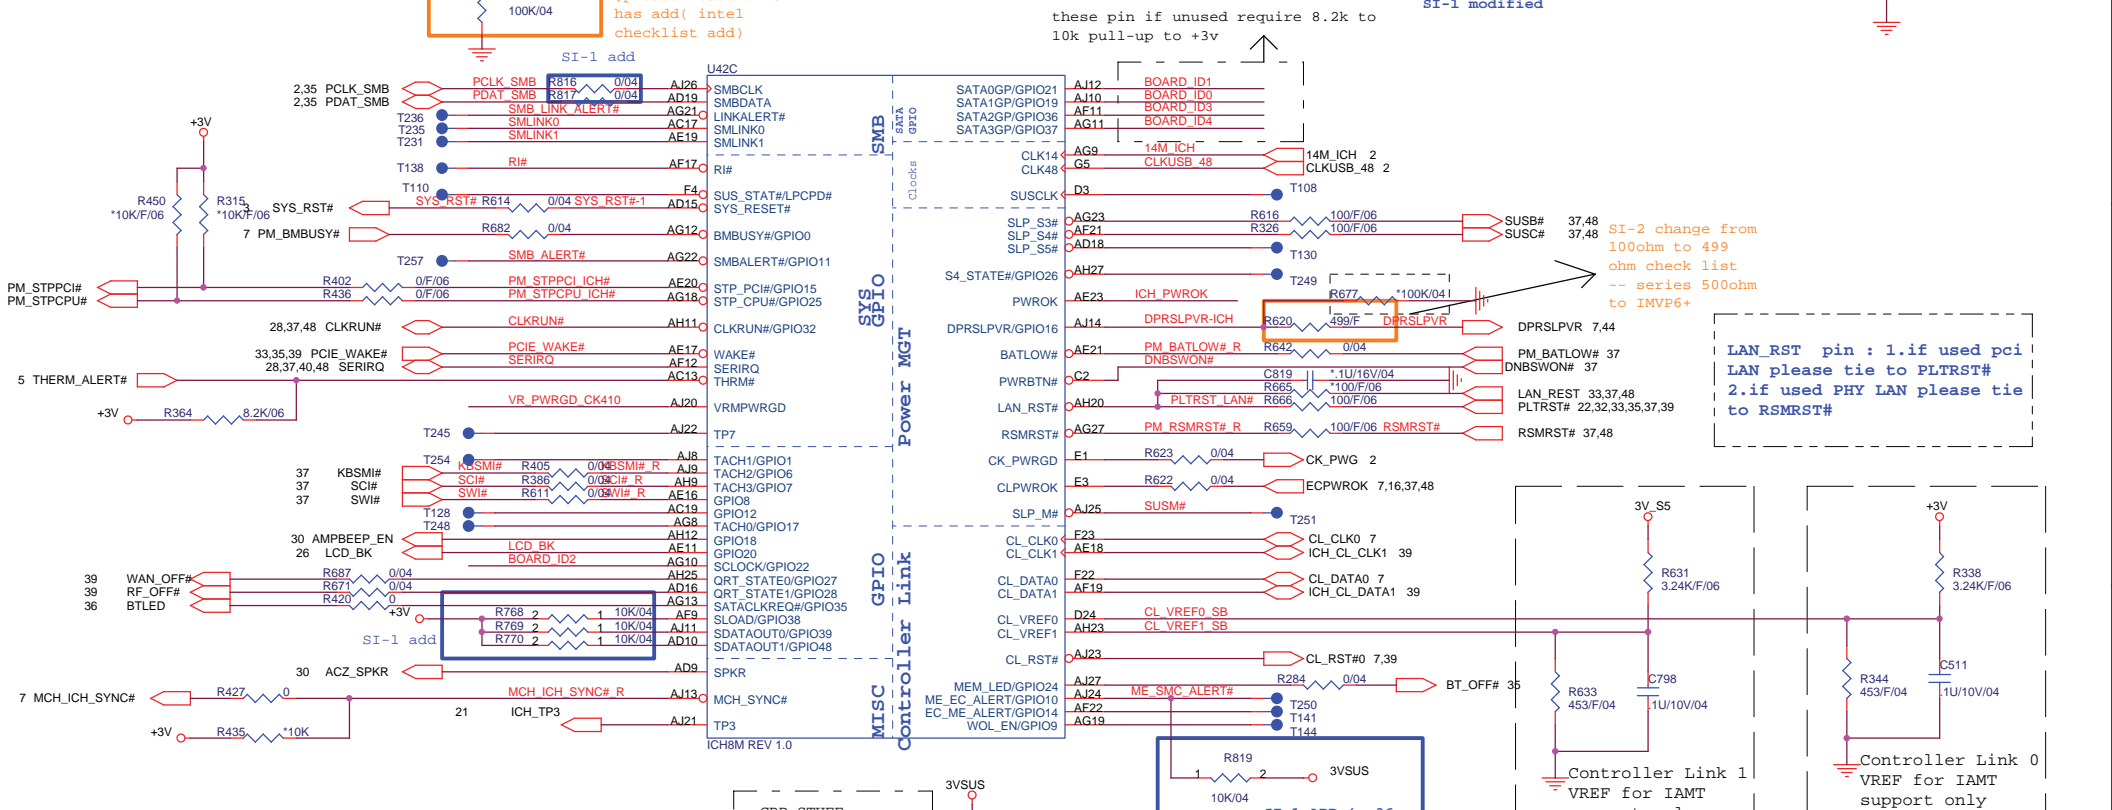 100K/04
has add( intel
checklist add)
SI-1 add
these pin if unused require 8.2k to
10k pull-up to +3v
SI-1 modified
U42C
2,35 PCLK_SMB PCLK_SMB R816 0/04 AJ26 SMBCLK
2,35 PDAT_SMB PDAT_SMB R817 0/04 AD19 SMBDATA
T236 SMB_LINK_ALERT# AG21 LINKALERT#
T235 SMLINK0 AC17 SMLINK0
T231 SMLINK1 AE19 SMLINK1
T138 RI# AF17 RI#
T110 F4 SUS_STAT#/LPCPD#
3 SYS_RST# SYS_RST# R614 0/04 SYS_RST#-1 AD15 SYS_RESET#
7 PM_BMBUSY# R682 0/04 AG12 BMBUSY#/GPIO0
T257 SMB_ALERT# AG22 SMBALERT#/GPIO11
+3V
R450
*10K/F/06
R315
*10K/F/06
PM_STPPCI# R402 0/F/06 PM_STPPCI_ICH# AE20 STP_PCI#/GPIO15
PM_STPCPU# R436 0/F/06 PM_STPCPU_ICH# AG18 STP_CPU#/GPIO25
28,37,48 CLKRUN# CLKRUN# AH11 CLKRUN#/GPIO32
33,35,39 PCIE_WAKE# PCIE_WAKE# AE17 WAKE#
28,37,40,48 SERIRQ SERIRQ AF12 SERIRQ
5 THERM_ALERT# AC13 THRM#
+3V R364 8.2K/06
VR_PWRGD_CK410 AJ20 VRMPWRGD
T245 AJ22 TP7
T254 AJ8 TACH1/GPIO1
37 KBSMI# KBSMI# R405 0/04 KBSMI#_R AJ9 TACH2/GPIO6
37 SCI# SCI# R386 0/04 SCI#_R AH9 TACH3/GPIO7
37 SWI# SWI# R611 0/04 SWI#_R AE16 GPIO8
T128 AC19 GPIO12
T248 AG8 TACH0/GPIO17
30 AMPBEEP_EN AH12 GPIO18
26 LCD_BK LCD_BK AE11 GPIO20
BOARD_ID2 AG10 SCLOCK/GPIO22
39 WAN_OFF# R687 0/04 AH25 QRT_STATE0/GPIO27
39 RF_OFF# R671 0/04 AD16 QRT_STATE1/GPIO28
36 BTLED R420 0 AG13 SATACLKREQ#/GPIO35
+3V R768 2 1 10K/04 AF9 SLOAD/GPIO38
R769 2 1 10K/04 AJ11 SDATAOUT0/GPIO39
SI-1 add R770 2 1 10K/04 AD10 SDATAOUT1/GPIO48
30 ACZ_SPKR AD9 SPKR
7 MCH_ICH_SYNC# R427 0 MCH_ICH_SYNC#_R AJ13 MCH_SYNC#
21 ICH_TP3 AJ21 TP3
+3V R435 *10K
ICH8M REV 1.0
SMB
SATA
GPIO
Clocks
SYS
GPIO
Power MGT
GPIO
Controller Link
MISC
SATA0GP/GPIO21 AJ12 BOARD_ID1
SATA1GP/GPIO19 AJ10 BOARD_ID0
SATA2GP/GPIO36 AF11 BOARD_ID3
SATA3GP/GPIO37 AG11 BOARD_ID4
CLK14 AG9 14M_ICH 14M_ICH 2
CLK48 G5 CLKUSB_48 CLKUSB_48 2
SUSCLK D3 T108
SLP_S3# AG23 R616 100/F/06 SUSB# 37,48
SLP_S4# AF21 R326 100/F/06 SUSC# 37,48
SLP_S5# AD18 T130
S4_STATE#/GPIO26 AH27 T249
PWROK AE23 ICH_PWROK R677 *100K/04
DPRSLPVR/GPIO16 AJ14 DPRSLPVR-ICH R620 499/F DPRSLPVR DPRSLPVR 7,44
BATLOW# AE21 PM_BATLOW#_R R642 0/04 PM_BATLOW# 37
DNBSWON# DNBSWON# 37
PWRBTN# C2 C819 *.1U/16V/04
R665 *100/F/06 LAN_REST 33,37,48
LAN_RST# AH20 PLTRST_LAN# R666 100/F/06 PLTRST# 22,32,33,35,37,39
RSMRST# AG27 PM_RSMRST#_R R659 100/F/06 RSMRST# RSMRST# 37,48
CK_PWRGD E1 R623 0/04 CK_PWG 2
CLPWROK E3 R622 0/04 ECPWROK 7,16,37,48
SLP_M# AJ25 SUSM# T251
CL_CLK0 F23 CL_CLK0 7
CL_CLK1 AE18 ICH_CL_CLK1 39
CL_DATA0 F22 CL_DATA0 7
CL_DATA1 AF19 ICH_CL_DATA1 39
CL_VREF0 D24 CL_VREF0_SB
CL_VREF1 AH23 CL_VREF1_SB
CL_RST# AJ23 CL_RST#0 7,39
MEM_LED/GPIO24 AJ27 R284 0/04 BT_OFF# 35
ME_EC_ALERT/GPIO10 AJ24 ME_SMC_ALERT# T250
EC_ME_ALERT/GPIO14 AF22 T141
WOL_EN/GPIO9 AG19 T144
R819
1 2 3VSUS
10K/04
3VSUS
SI-2 change from
100ohm to 499
ohm check list
-- series 500ohm
to IMVP6+
LAN_RST pin : 1.if used pci
LAN please tie to PLTRST#
2.if used PHY LAN please tie
to RSMRST#
3V_S5
R631
3.24K/F/06
R633
453/F/04
C798
.1U/10V/04
Controller Link 1
VREF for IAMT
+3V
R338
3.24K/F/06
R344
453/F/04
C511
.1U/10V/04
Controller Link 0
VREF for IAMT
support only